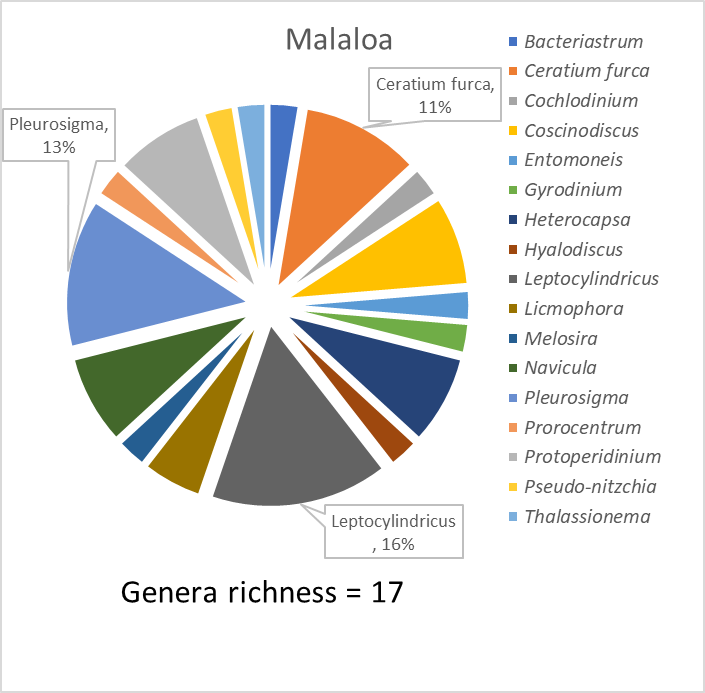 Malaloa
Ceratium furca,
11%
Pleurosigma,
13%
Leptocylindricus
, 16%
Bacteriastrum
Ceratium furca
Cochlodinium
Coscinodiscus
Entomoneis
Gyrodinium
Heterocapsa
Hyalodiscus
Leptocylindricus
Licmophora
Melosira
Navicula
Pleurosigma
Prorocentrum
Protoperidinium
Pseudo-nitzchia
Thalassionema
Genera richness = 17